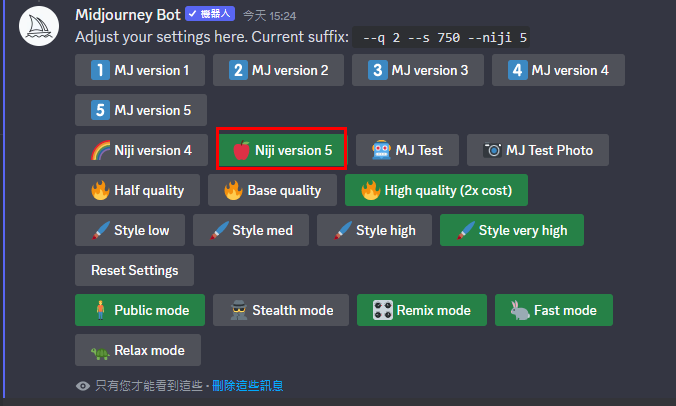 Midjourney Bot ✓機器人 今天 15:24
Adjust your settings here. Current suffix: --q 2 --s 750 --niji 5
1 MJ version 1 2 MJ version 2 3 MJ version 3 4 MJ version 4
5 MJ version 5
Niji version 4 Niji version 5 MJ Test MJ Test Photo
Half quality Base quality High quality (2x cost)
Style low Style med Style high Style very high
Reset Settings
Public mode Stealth mode Remix mode Fast mode
Relax mode
只有您才能看到這些 • 刪除這些訊息